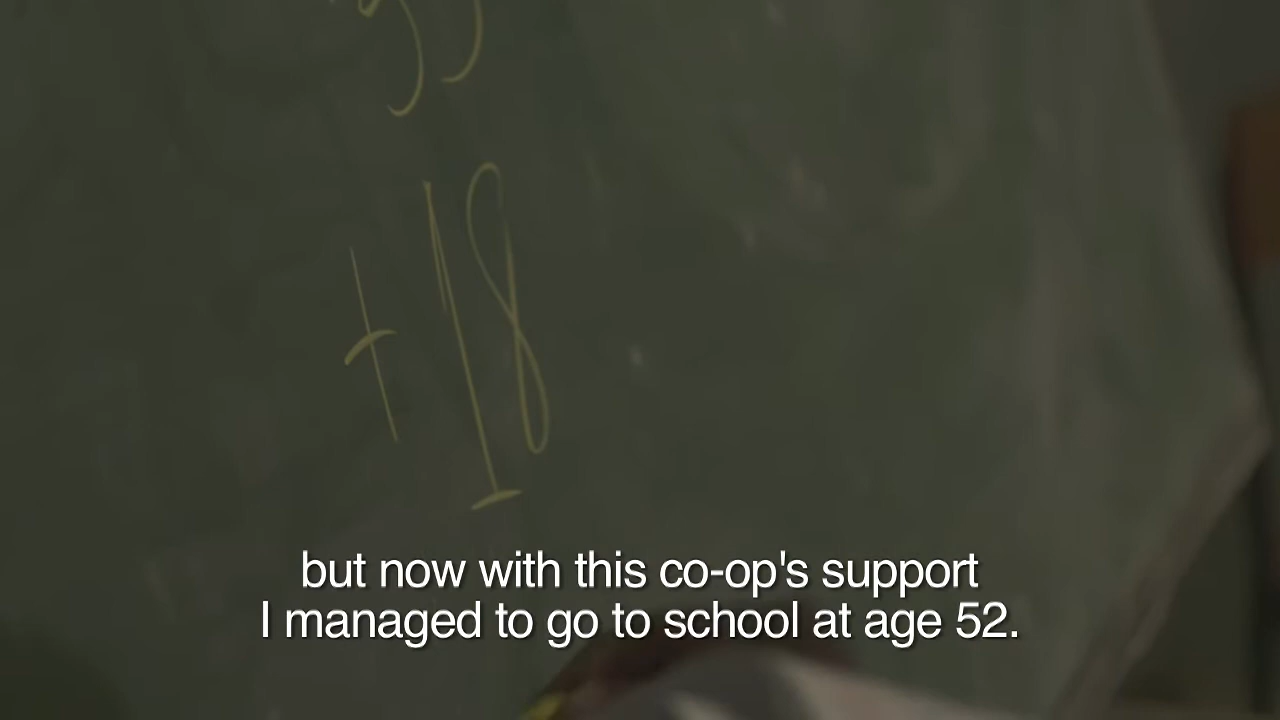 +18
but now with this co-op's support
I managed to go to school at age 52.